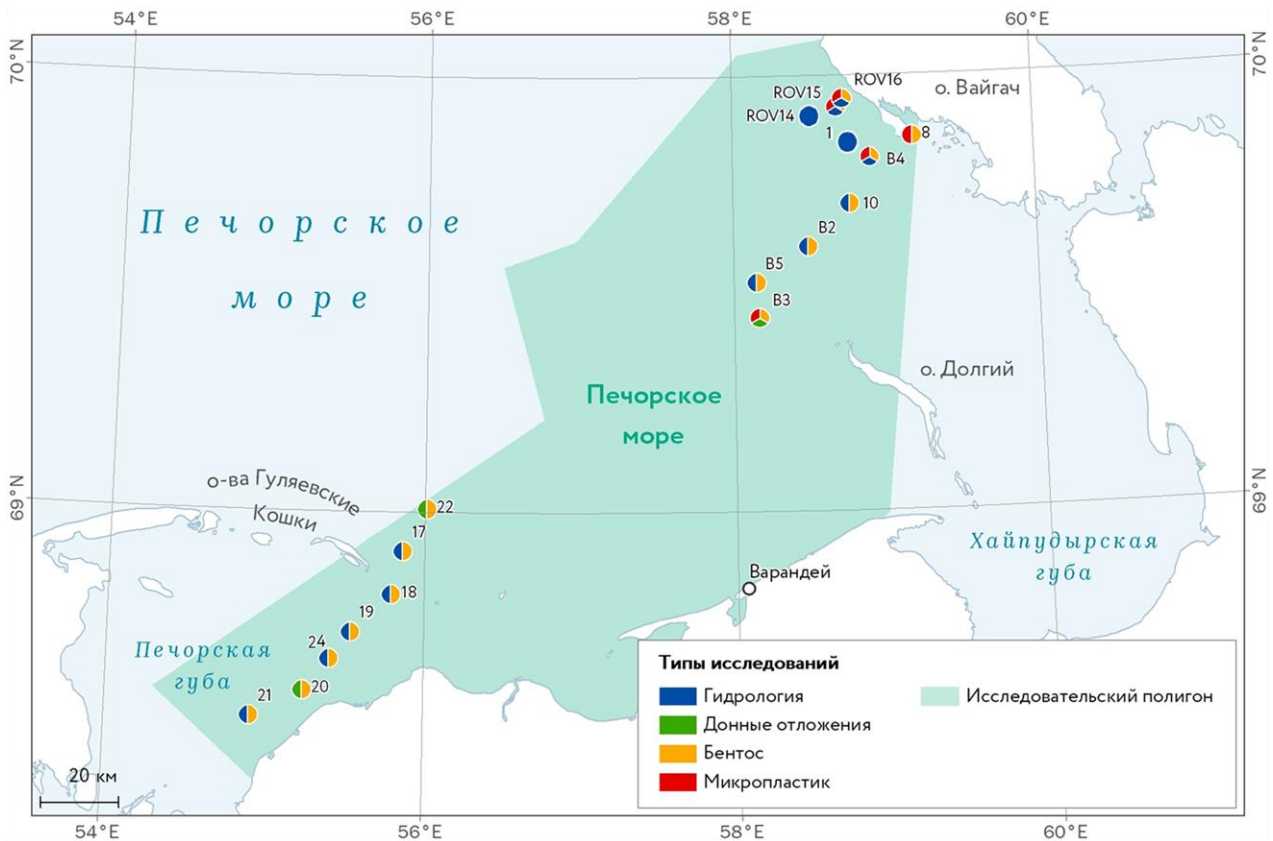 54°E 56°E 58°E 60°E
70°N 70°N
ROV16
ROV15
ROV14
о. Вайгач
1
8
B4
10
B2
B5
B3
Печорское
море
о. Долгий
Печорское
море
69°N 69°N
о-ва Гуляевские
Кошки
22
17
18
19
24
20
21
Хайпудырская
губа
Варандей
Печорская
губа
Типы исследований
Гидрология
Донные отложения
Бентос
Микропластик
Исследовательский полигон
20 км
54°E 56°E 58°E 60°E